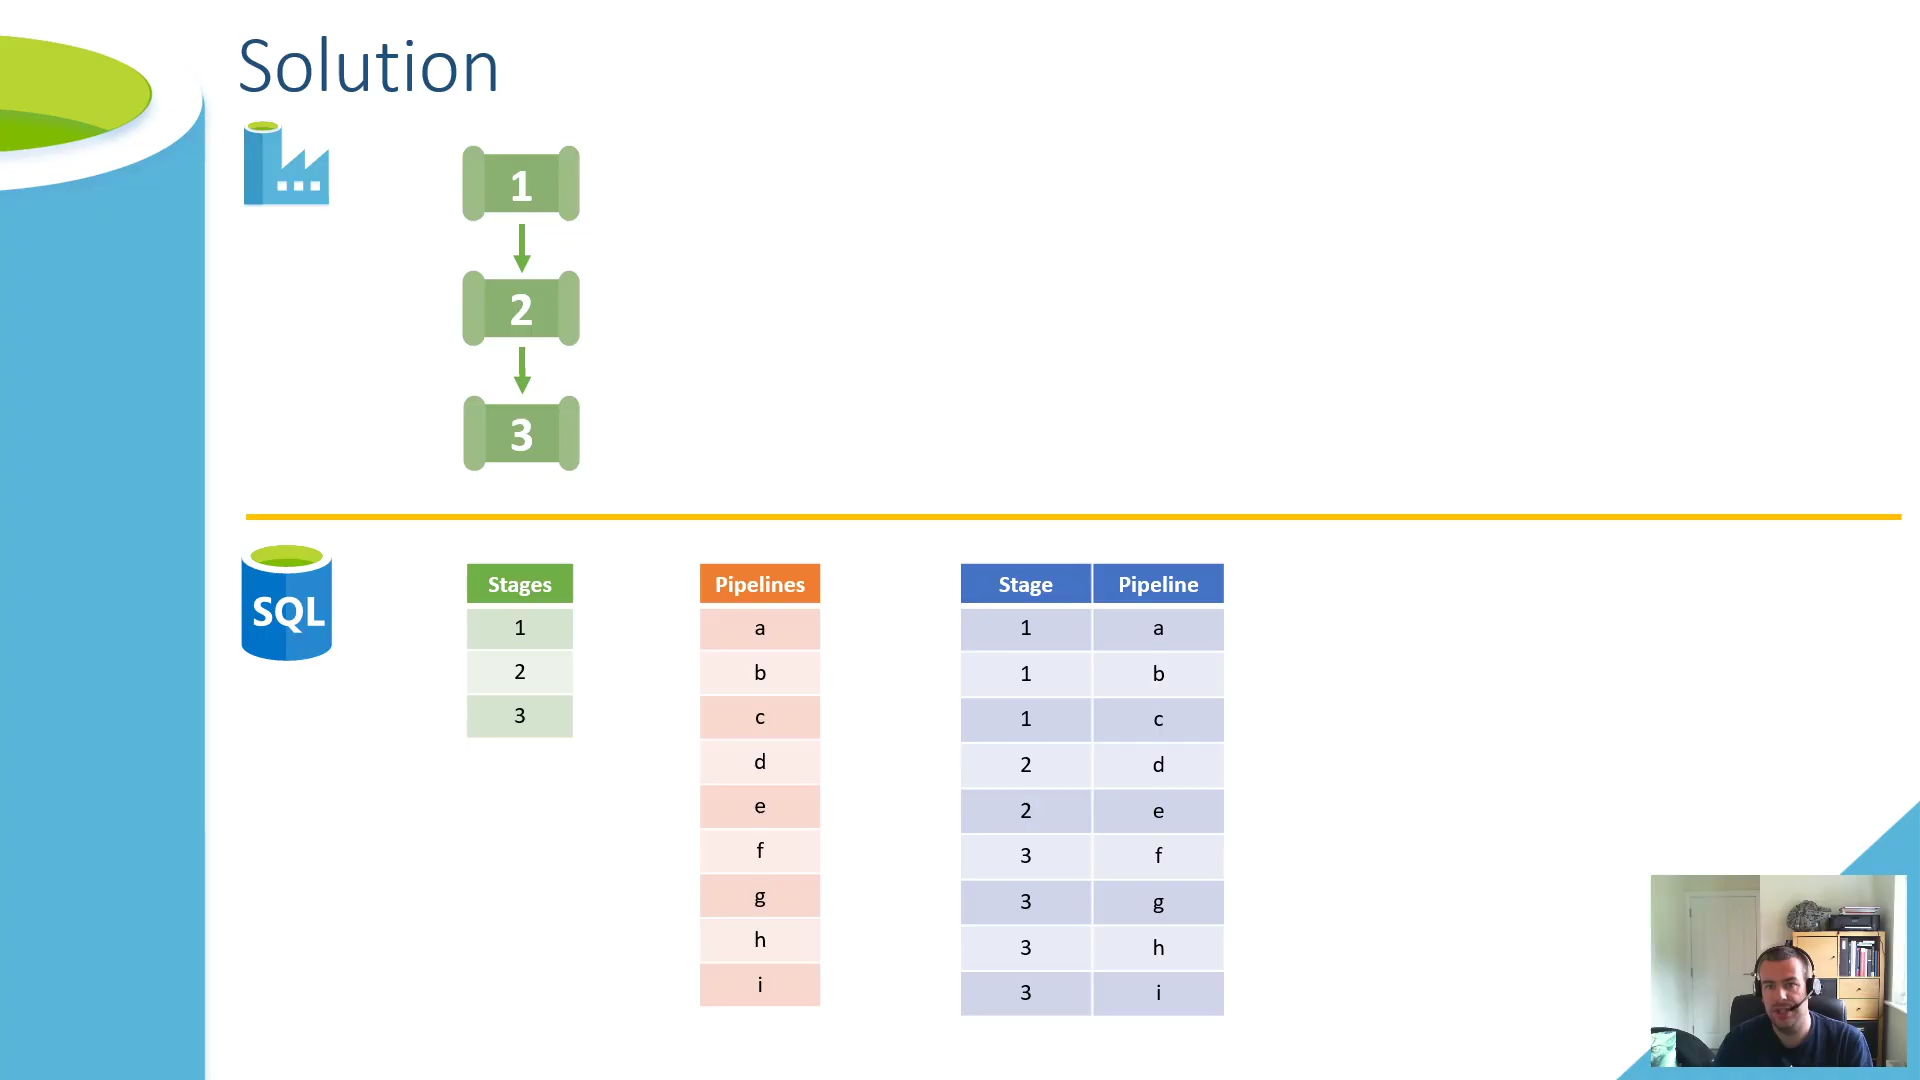 Solution
1
2
3
SQL
Stages
1
2
3
Pipelines
a
b
c
d
e
f
g
h
i
Stage Pipeline
1 a
1 b
1 c
2 d
2 e
3 f
3 g
3 h
3 i